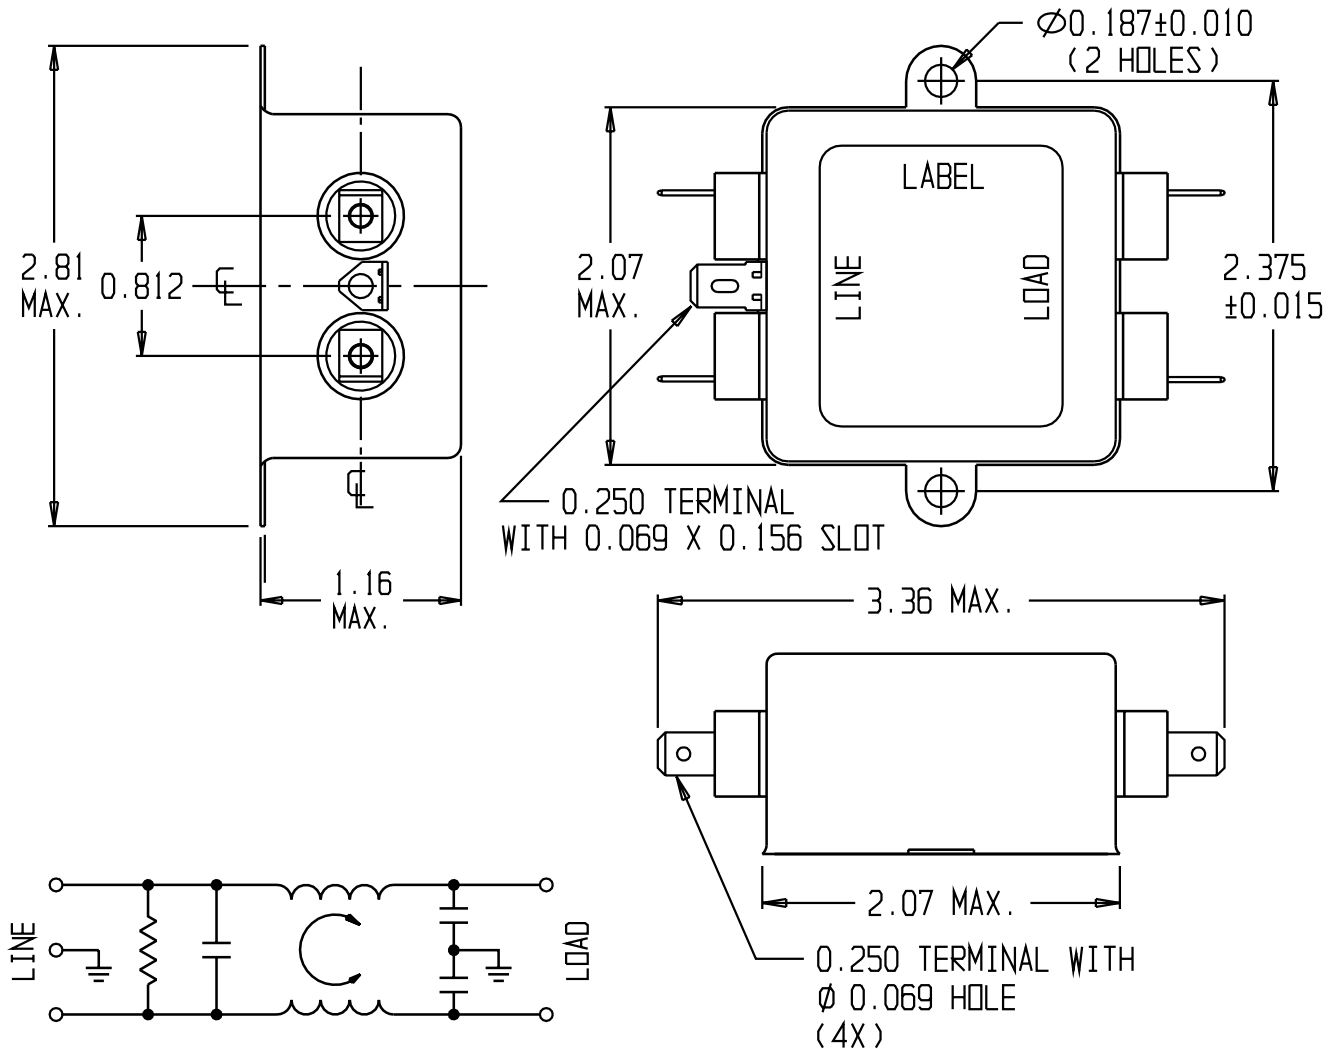 Ø0.187±0.010
(2 HOLES)
2.81
MAX.
0.812
CL
CL
1.16
MAX.
2.07
MAX.
LABEL
LINE
LOAD
2.375
±0.015
0.250 TERMINAL
WITH 0.069 X 0.156 SLOT
3.36 MAX.
2.07 MAX.
0.250 TERMINAL WITH
Ø 0.069 HOLE
(4X)
LINE
LOAD